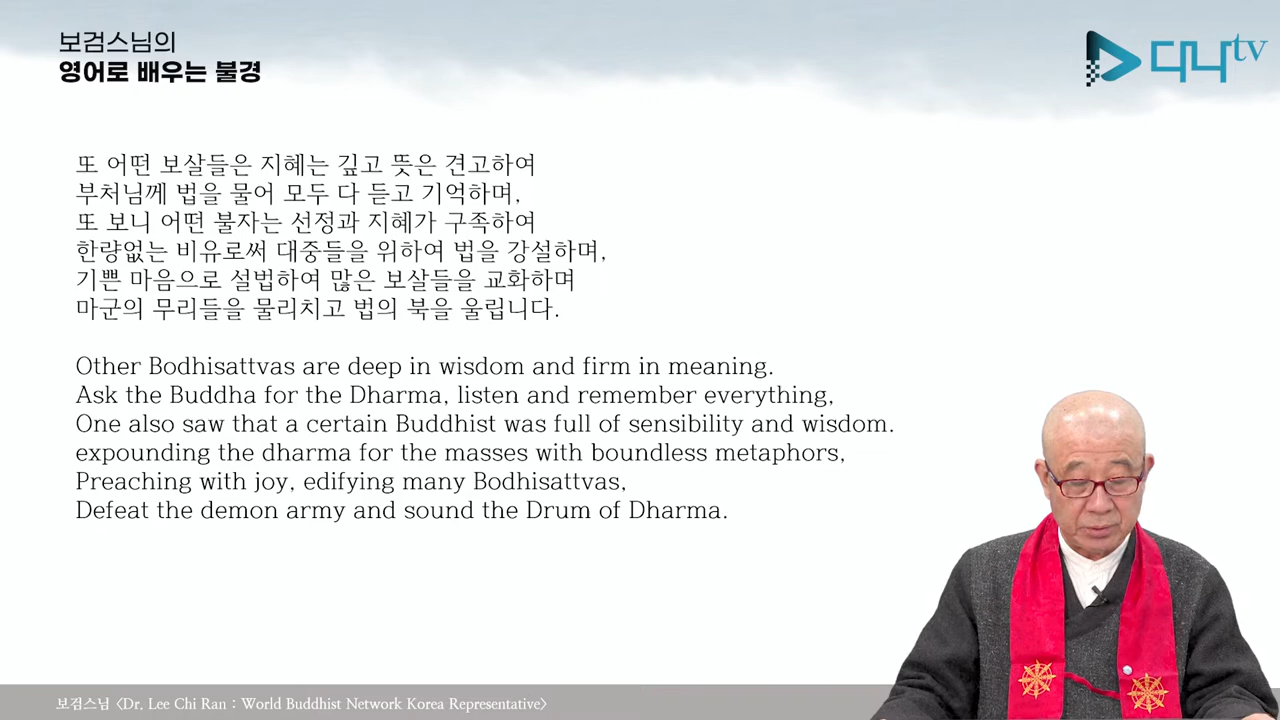 보검스님의
영어로 배우는 불경
다나tv
또 어떤 보살들은 지혜는 깊고 뜻은 견고하여
부처님께 법을 물어 모두 다 듣고 기억하며,
또 보니 어떤 불자는 선정과 지혜가 구족하여
한량없는 비유로써 대중들을 위하여 법을 강설하며,
기쁜 마음으로 설법하여 많은 보살들을 교화하며
마군의 무리들을 물리치고 법의 북을 울립니다.
Other Bodhisattvas are deep in wisdom and firm in meaning.
Ask the Buddha for the Dharma, listen and remember everything,
One also saw that a certain Buddhist was full of sensibility and wisdom.
expounding the dharma for the masses with boundless metaphors,
Preaching with joy, edifying many Bodhisattvas,
Defeat the demon army and sound the Drum of Dharma.
보검스님 <Dr. Lee Chi Ran : World Buddhist Network Korea Representative>